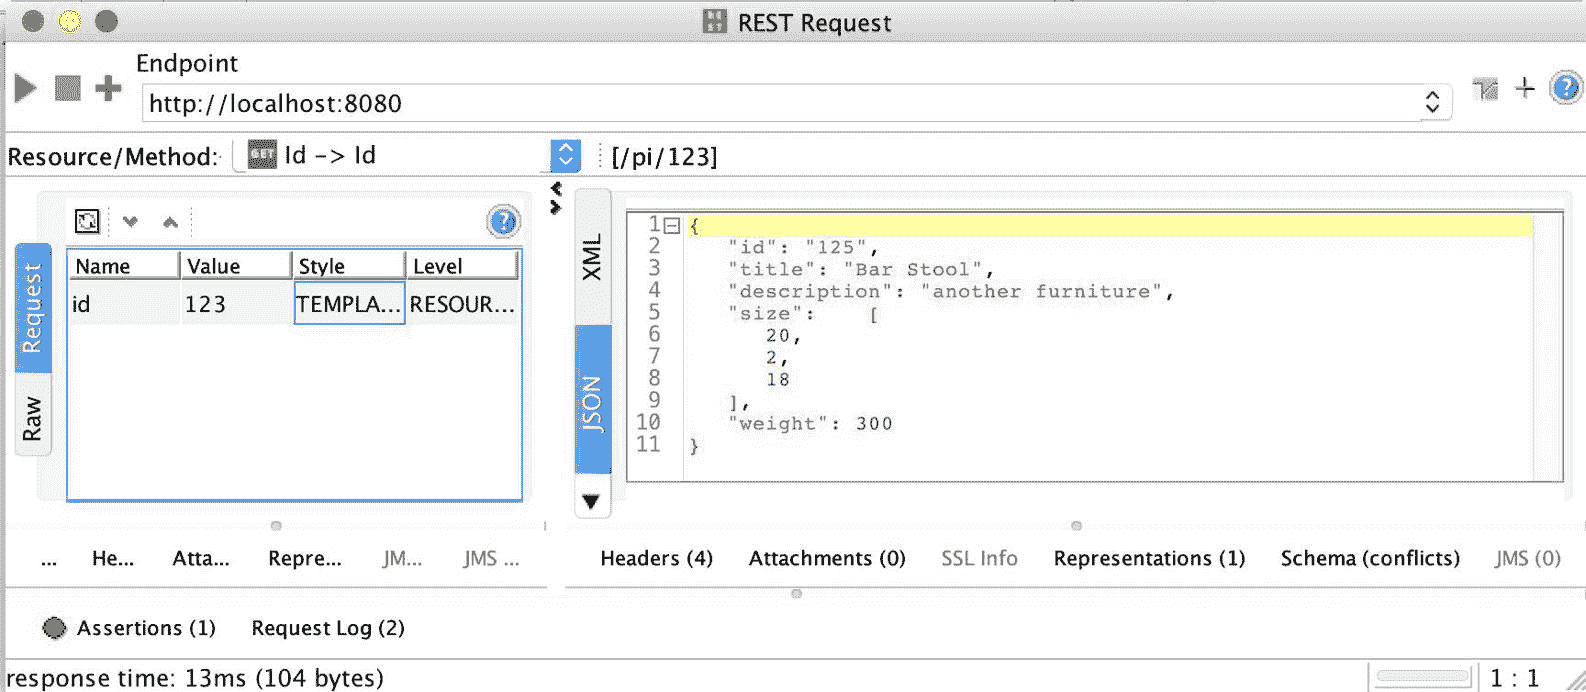 REST Request
Endpoint
http://localhost:8080
Resource/Method: GET Id -> Id [/pi/123]
Request
Raw
Name Value Style Level
id 123 TEMPLA... RESOUR...
XML
JSON
1 {
2 "id": "125",
3 "title": "Bar Stool",
4 "description": "another furniture",
5 "size": [
6 20,
7 2,
8 18
9 ],
10 "weight": 300
11 }
... He... Atta... Repre... JM... JMS ...
Headers (4) Attachments (0) SSL Info Representations (1) Schema (conflicts) JMS (0)
Assertions (1) Request Log (2)
response time: 13ms (104 bytes) 1 : 1